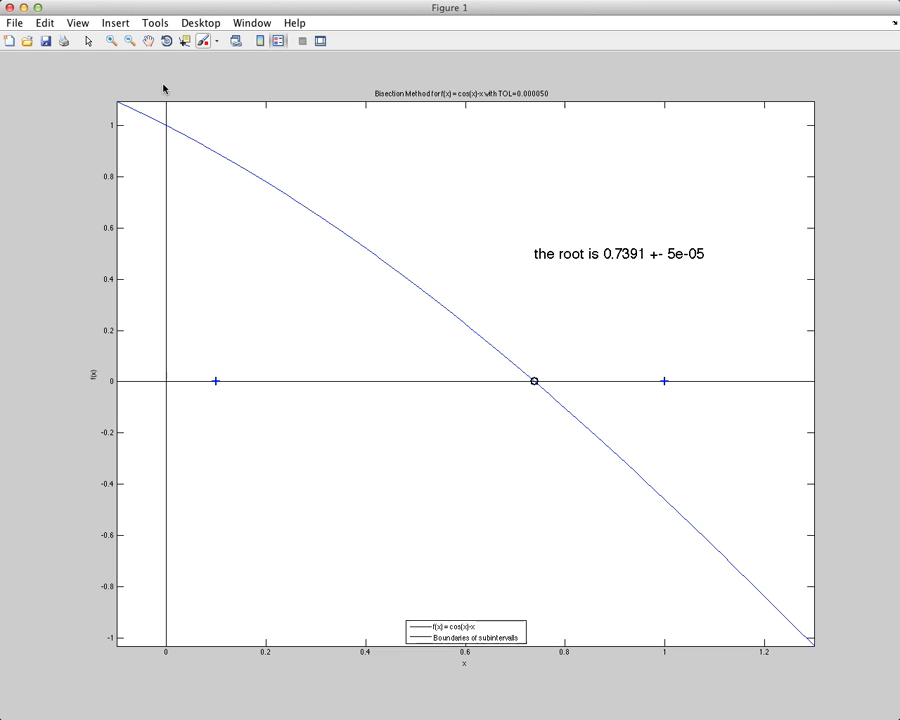 Figure 1
File Edit View Insert Tools Desktop Window Help
Bisection Method for f(x) = cos(x)-x with TOL=0.000050
1
0.8
0.6
0.4
0.2
0
-0.2
-0.4
-0.6
-0.8
-1
f(x)
the root is 0.7391 +- 5e-05
f(x) = cos(x)-x
Boundaries of subintervalls
0 0.2 0.4 0.6 0.8 1 1.2
x